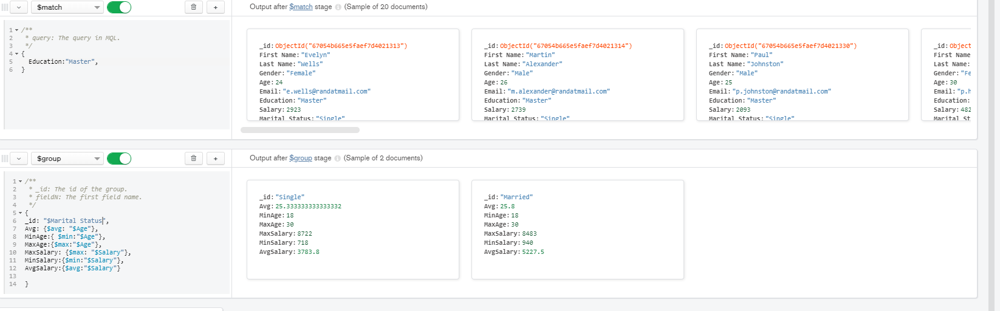 $match
+
Output after $match stage (Sample of 20 documents)
1 /**
2 * query: The query in MQL.
3 */
4 {
5 Education:"Master",
6 }
_id:ObjectId("67054b665e5faef7d4021313")
First Name:"Evelyn"
Last Name:"Wells"
Gender:"Female"
Age:24
Email:"e.wells@randatmail.com"
Education:"Master"
Salary:2923
Marital Status:"Single"
_id:ObjectId("67054b665e5faef7d4021314")
First Name:"Martin"
Last Name:"Alexander"
Gender:"Male"
Age:26
Email:"m.alexander@randatmail.com"
Education:"Master"
Salary:2739
Marital Status:"Single"
_id:ObjectId("67054b665e5faef7d4021330")
First Name:"Paul"
Last Name:"Johnston"
Gender:"Male"
Age:25
Email:"p.johnston@randatmail.com"
Education:"Master"
Salary:2093
Marital Status:"Single"
_id:Object
First Name
Last Name:
Gender:"Fe
Age:30
Email:"p.h
Education:
Salary:482
Marital St
$group
+
Output after $group stage (Sample of 2 documents)
1 /**
2 * _id: The id of the group.
3 * fieldN: The first field name.
4 */
5 {
6 _id: "$Marital Status",
7 Avg: {$avg: "$Age"},
8 MinAge:{ $min:"$Age"},
9 MaxAge:{$max:"$Age"},
10 MaxSalary: {$max: "$Salary"},
11 MinSalary:{$min:"$Salary"},
12 AvgSalary:{$avg:"$Salary"}
13
14 }
_id:"Single"
Avg:25.333333333333332
MinAge:18
MaxAge:30
MaxSalary:8722
MinSalary:718
AvgSalary:3783.8
_id:"Married"
Avg:25.8
MinAge:18
MaxAge:30
MaxSalary:8483
MinSalary:940
AvgSalary:5227.5